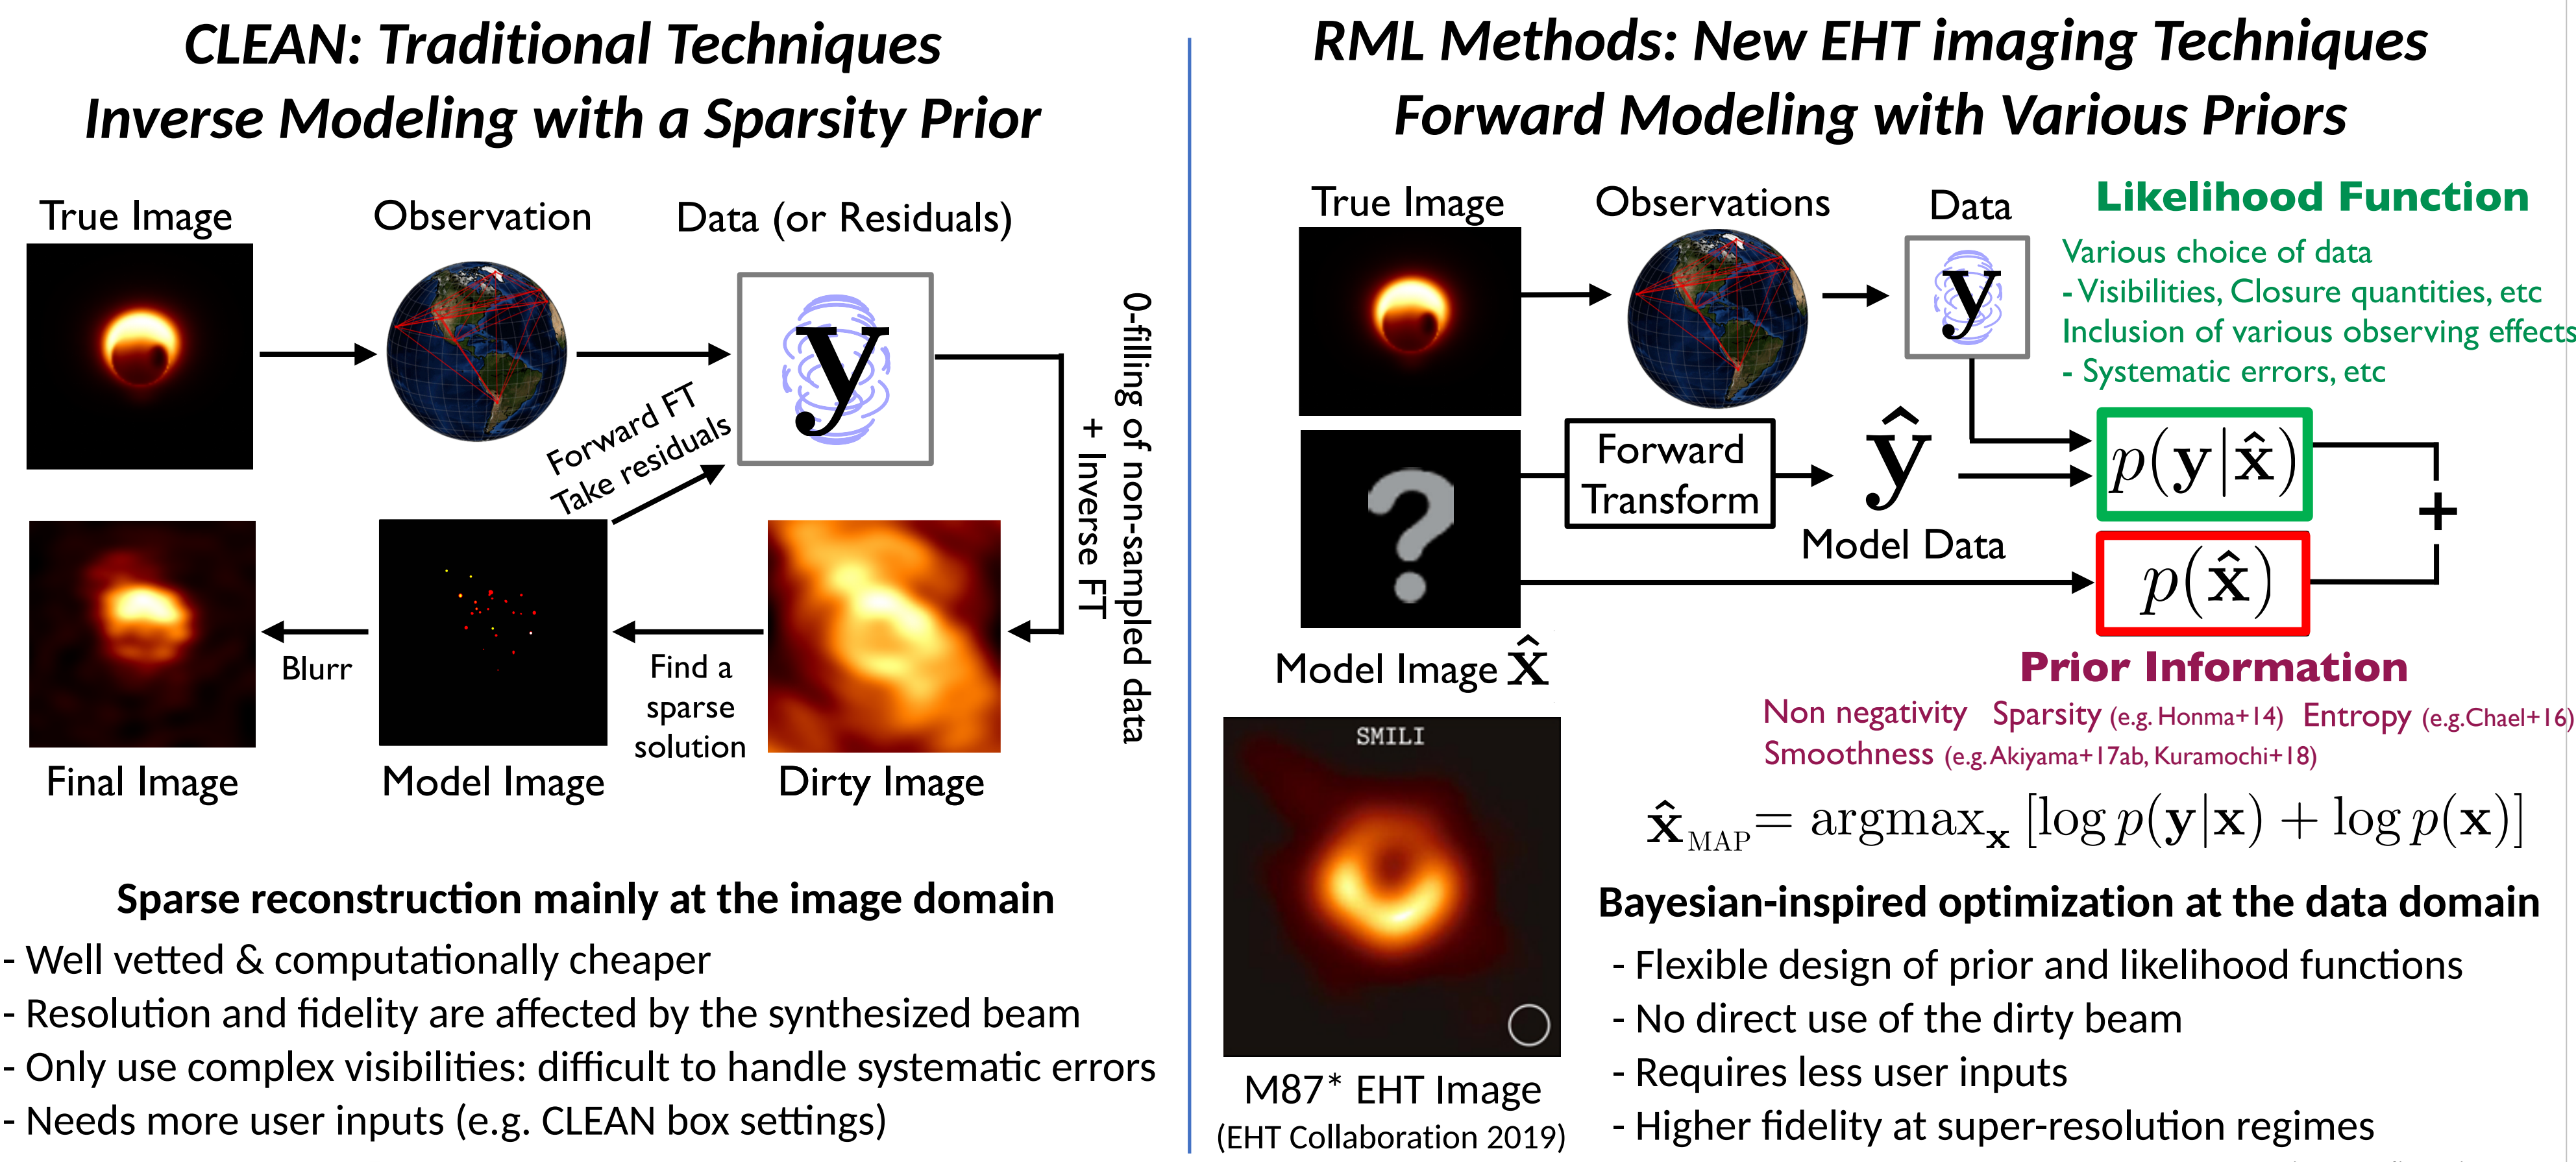 CLEAN: Traditional Techniques
Inverse Modeling with a Sparsity Prior
True Image
Observation
Data (or Residuals)
y
Forward FT
Take residuals
0-filling of non-sampled data
+ Inverse FT
Blurr
Find a
sparse
solution
Final Image
Model Image
Dirty Image
Sparse reconstruction mainly at the image domain
- Well vetted & computationally cheaper
- Resolution and fidelity are affected by the synthesized beam
- Only use complex visibilities: difficult to handle systematic errors
- Needs more user inputs (e.g. CLEAN box settings)
RML Methods: New EHT imaging Techniques
Forward Modeling with Various Priors
True Image
Observations
Data
y
Likelihood Function
Various choice of data
- Visibilities, Closure quantities, etc
Inclusion of various observing effects
- Systematic errors, etc
?
Forward
Transform
ŷ
Model Data
p(y|x̂)
+
p(x̂)
Model Image x̂
Prior Information
Non negativity Sparsity (e.g. Honma+14) Entropy (e.g.Chael+16)
Smoothness (e.g. Akiyama+17ab, Kuramochi+18)
x̂MAP = argmaxx [log p(y|x) + log p(x)]
SMILI
M87* EHT Image
(EHT Collaboration 2019)
Bayesian-inspired optimization at the data domain
- Flexible design of prior and likelihood functions
- No direct use of the dirty beam
- Requires less user inputs
- Higher fidelity at super-resolution regimes